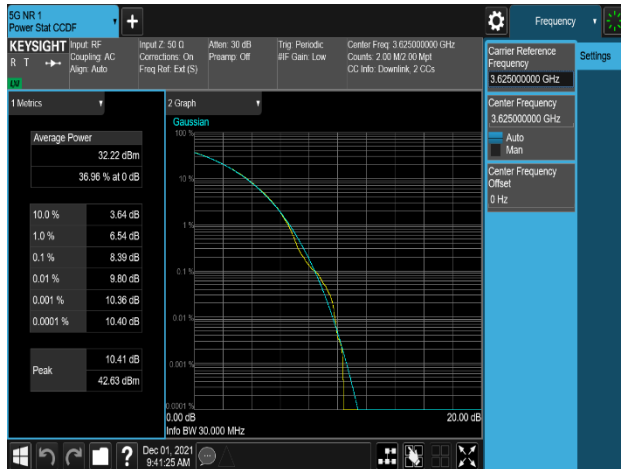 5G NR 1
Power Stat CCDF
Frequency
KEYSIGHT
R T
Input: RF
Coupling: AC
Align: Auto
Input Z: 50 Ω
Corrections: On
Freq Ref: Ext (S)
Atten: 30 dB
Preamp: Off
Trig: Periodic
#IF Gain: Low
Center Freq: 3.625000000 GHz
Counts: 2.00 M/2.00 Mpt
CC Info: Downlink, 2 CCs
1 Metrics
Average Power
32.22 dBm
36.96 % at 0 dB
10.0 % 3.64 dB
1.0 % 6.54 dB
0.1 % 8.39 dB
0.01 % 9.80 dB
0.001 % 10.36 dB
0.0001 % 10.40 dB
Peak
10.41 dB
42.63 dBm
2 Graph
Gaussian
100 %
10 %
1 %
0.1 %
0.01 %
0.001 %
0.0001 %
0.00 dB 20.00 dB
Info BW 30.000 MHz
Carrier Reference
Frequency
3.625000000 GHz
Center Frequency
3.625000000 GHz
Auto
Man
Center Frequency
Offset
0 Hz
Settings
?
Dec 01, 2021
9:41:25 AM